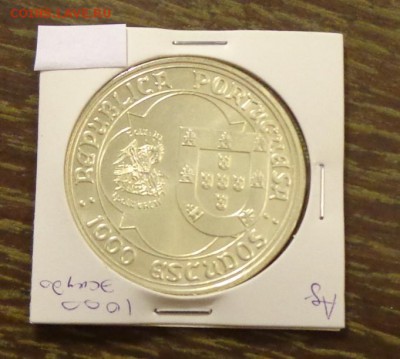 REPUBLICA PORTUGUESA
1000 ESCUDOS
Ag
1000
эскудо